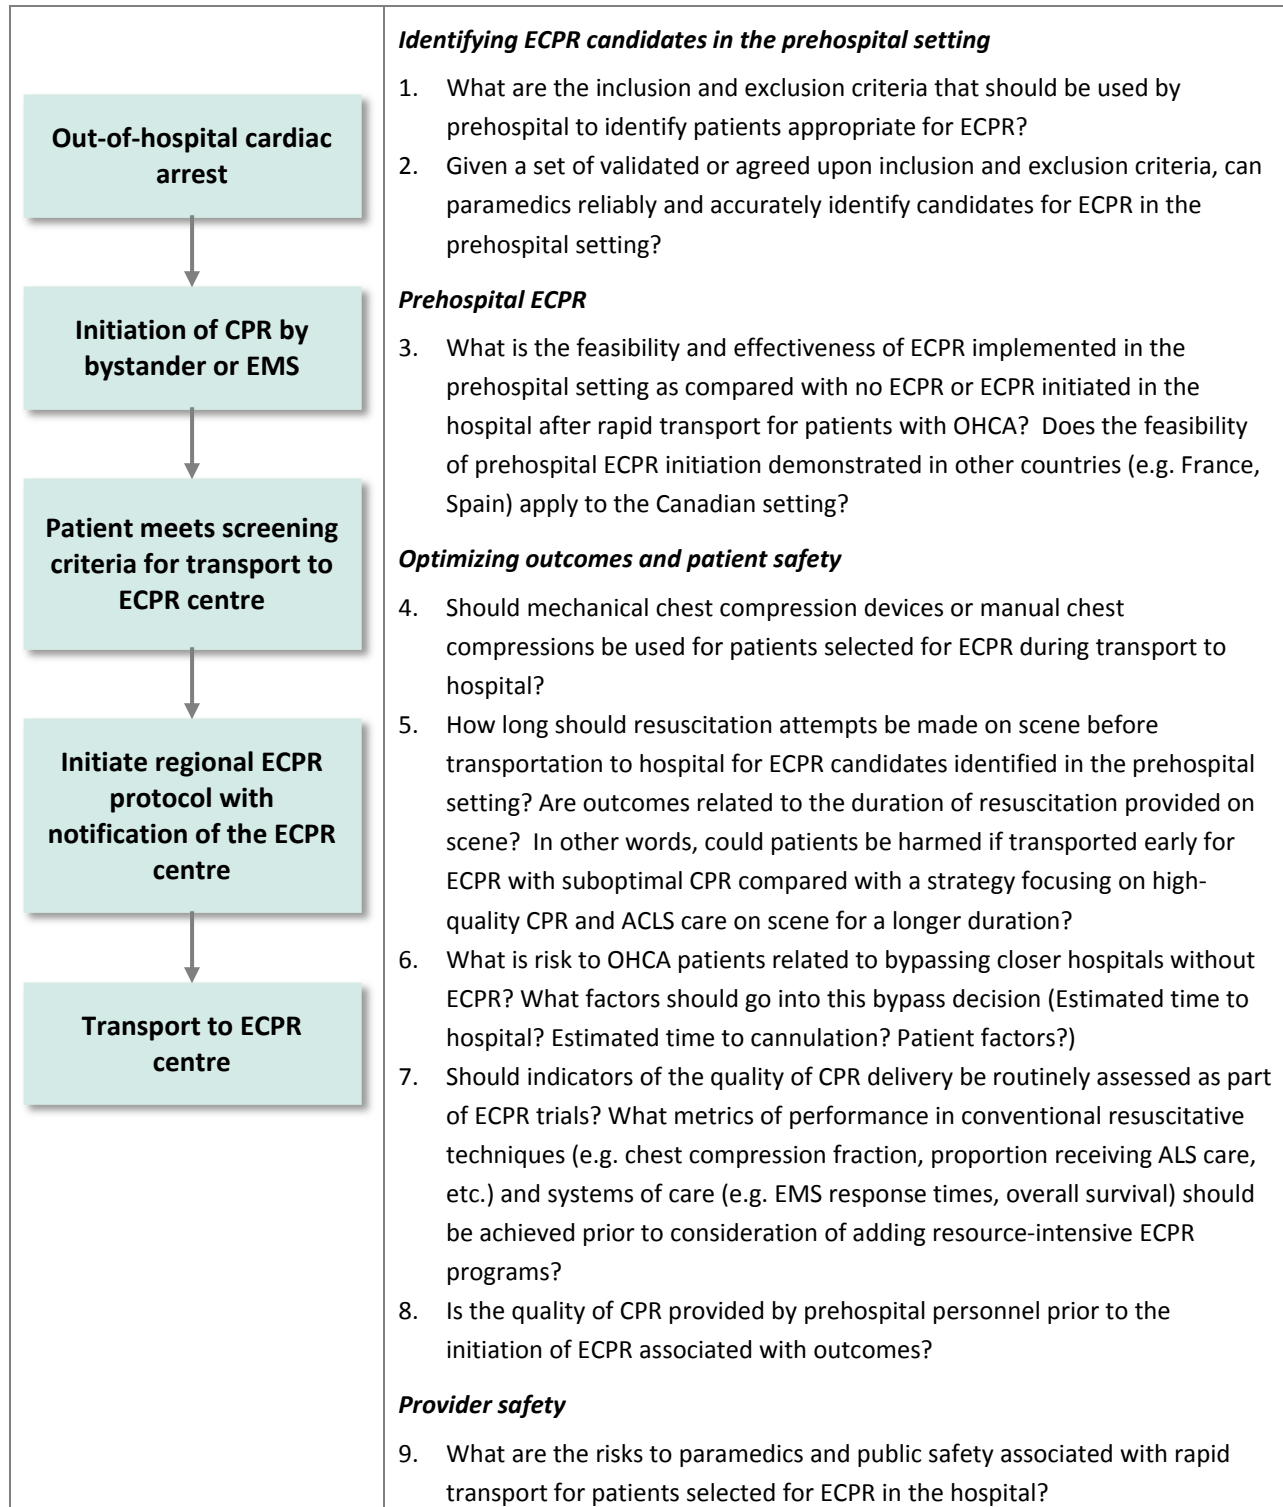 Out-of-hospital cardiac
arrest
Initiation of CPR by
bystander or EMS
Patient meets screening
criteria for transport to
ECPR centre
Initiate regional ECPR
protocol with
notification of the ECPR
centre
Transport to ECPR
centre
Identifying ECPR candidates in the prehospital setting
1. What are the inclusion and exclusion criteria that should be used by
prehospital to identify patients appropriate for ECPR?
2. Given a set of validated or agreed upon inclusion and exclusion criteria, can
paramedics reliably and accurately identify candidates for ECPR in the
prehospital setting?
Prehospital ECPR
3. What is the feasibility and effectiveness of ECPR implemented in the
prehospital setting as compared with no ECPR or ECPR initiated in the
hospital after rapid transport for patients with OHCA? Does the feasibility
of prehospital ECPR initiation demonstrated in other countries (e.g. France,
Spain) apply to the Canadian setting?
Optimizing outcomes and patient safety
4. Should mechanical chest compression devices or manual chest
compressions be used for patients selected for ECPR during transport to
hospital?
5. How long should resuscitation attempts be made on scene before
transportation to hospital for ECPR candidates identified in the prehospital
setting? Are outcomes related to the duration of resuscitation provided on
scene? In other words, could patients be harmed if transported early for
ECPR with suboptimal CPR compared with a strategy focusing on high-
quality CPR and ACLS care on scene for a longer duration?
6. What is risk to OHCA patients related to bypassing closer hospitals without
ECPR? What factors should go into this bypass decision (Estimated time to
hospital? Estimated time to cannulation? Patient factors?)
7. Should indicators of the quality of CPR delivery be routinely assessed as part
of ECPR trials? What metrics of performance in conventional resuscitative
techniques (e.g. chest compression fraction, proportion receiving ALS care,
etc.) and systems of care (e.g. EMS response times, overall survival) should
be achieved prior to consideration of adding resource-intensive ECPR
programs?
8. Is the quality of CPR provided by prehospital personnel prior to the
initiation of ECPR associated with outcomes?
Provider safety
9. What are the risks to paramedics and public safety associated with rapid
transport for patients selected for ECPR in the hospital?